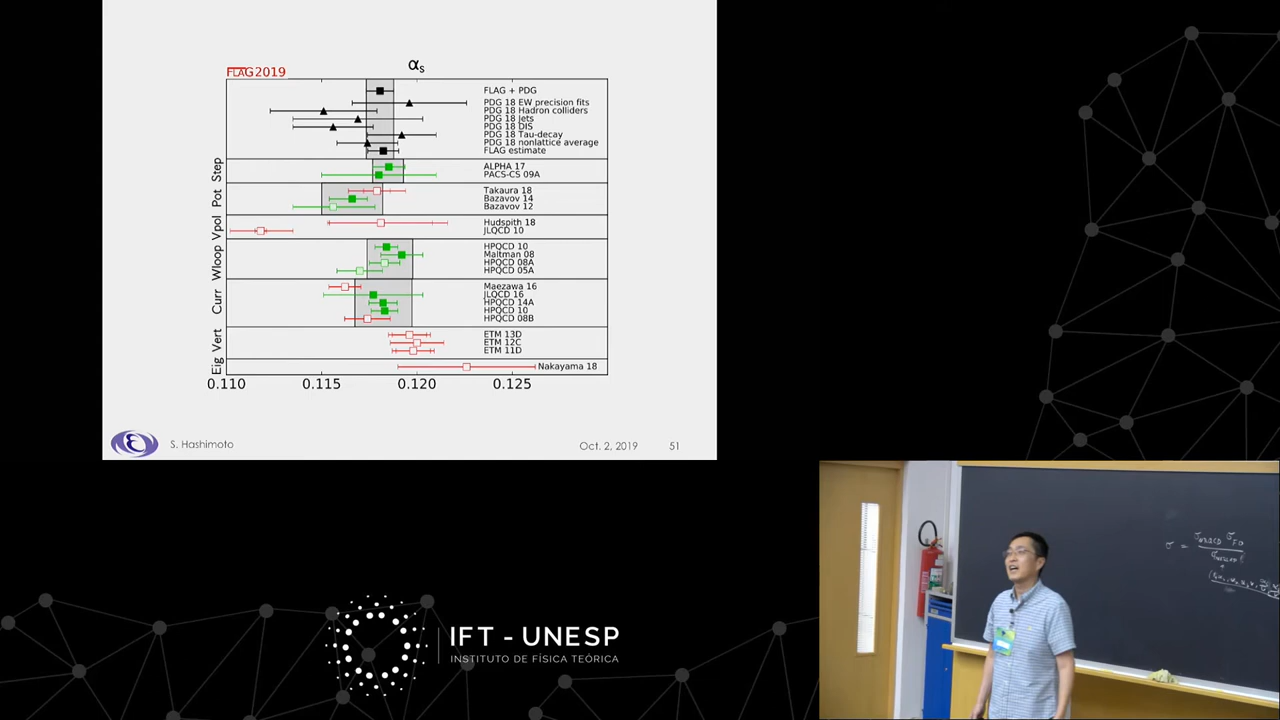 αs
FLAG2019
FLAG + PDG
PDG 18 EW precision fits
PDG 18 Hadron colliders
PDG 18 Jets
PDG 18 DIS
PDG 18 Tau-decay
PDG 18 nonlattice average
FLAG estimate
Step
ALPHA 17
PACS-CS 09A
Pot
Takaura 18
Bazavov 14
Bazavov 12
Vpol
Hudspith 18
JLQCD 10
Wloop
HPQCD 10
Maltman 08
HPQCD 08A
HPQCD 05A
Curr
Maezawa 16
JLQCD 16
HPQCD 14A
HPQCD 10
HPQCD 08B
Vert
ETM 13D
ETM 12C
ETM 11D
Eig
Nakayama 18
0.110 0.115 0.120 0.125
S. Hashimoto Oct. 2, 2019 51
IFT - UNESP
INSTITUTO DE FÍSICA TEÓRICA